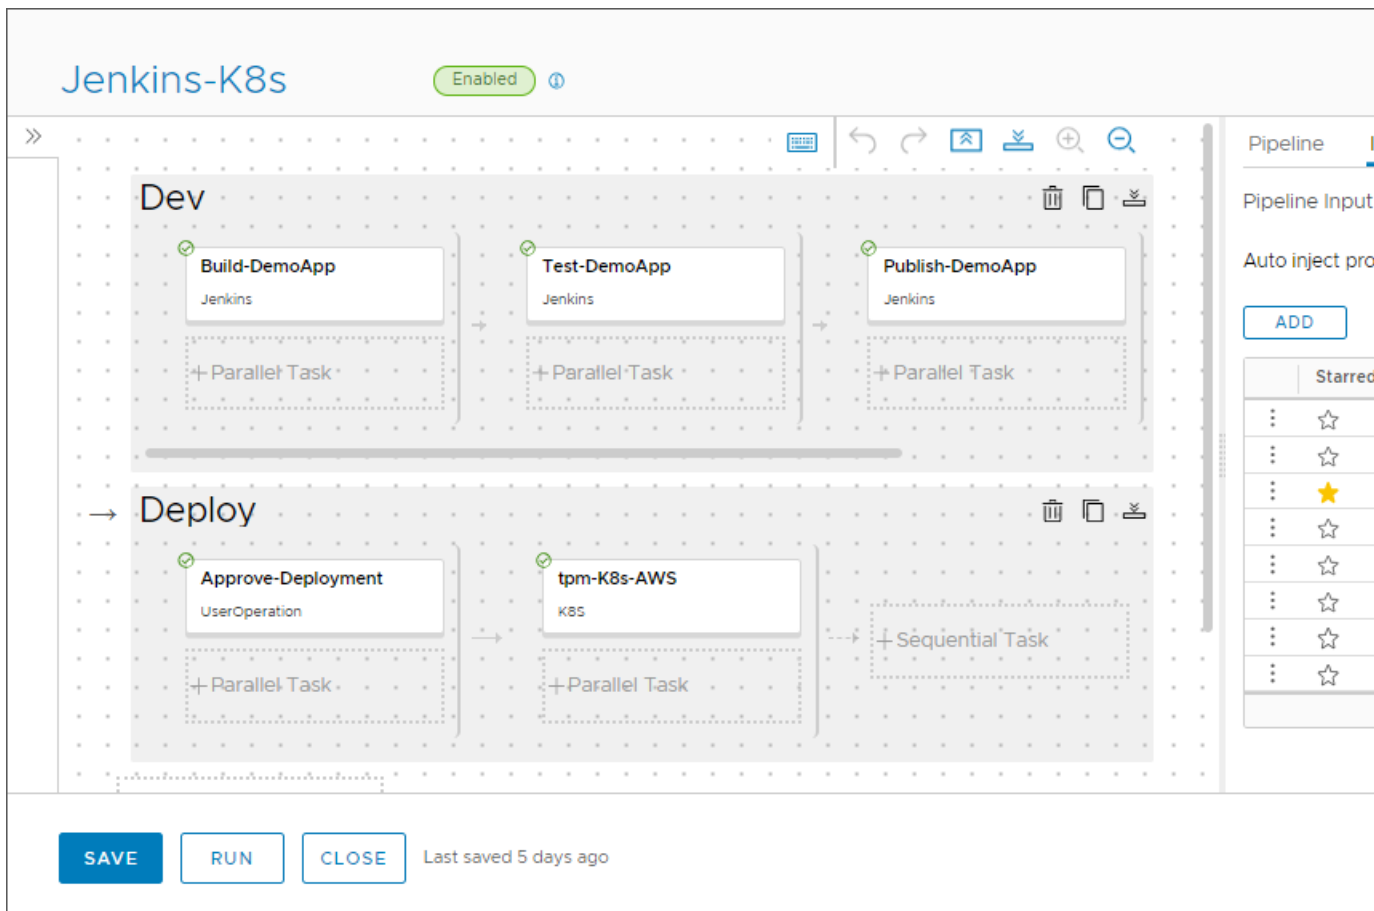 Jenkins-K8s
Enabled
Pipeline
Pipeline Input
Auto inject pro
ADD
Starred
Dev
Build-DemoApp
Jenkins
Test-DemoApp
Jenkins
Publish-DemoApp
Jenkins
+ Parallel Task
+ Parallel Task
+ Parallel Task
Deploy
Approve-Deployment
UserOperation
tpm-K8s-AWS
K8S
+ Sequential Task
+ Parallel Task
+ Parallel Task
SAVE
RUN
CLOSE
Last saved 5 days ago